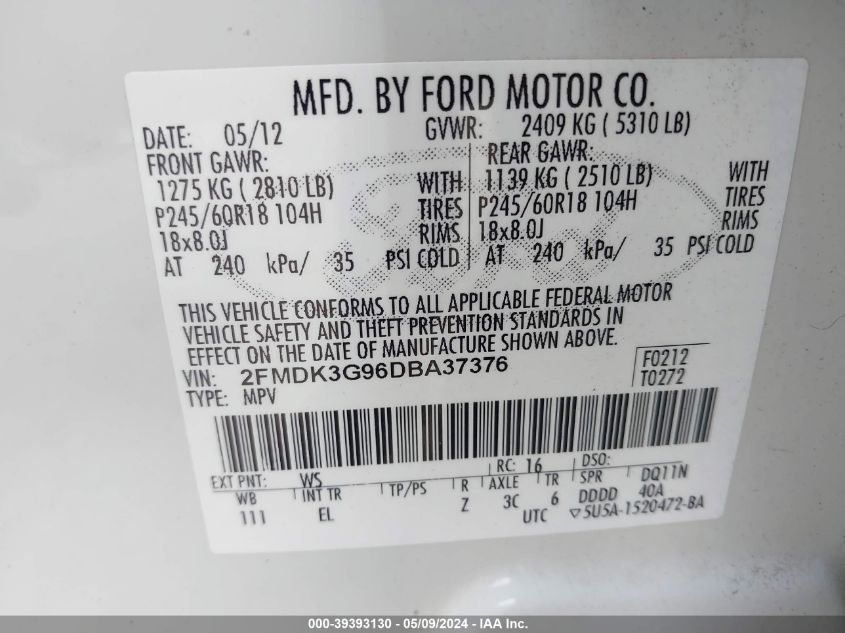 MFD. BY FORD MOTOR CO.
DATE: 05/12 GVWR: 2409 KG ( 5310 LB)
FRONT GAWR: REAR GAWR:
1275 KG ( 2810 LB) WITH 1139 KG ( 2510 LB) WITH
P245/60R18 104H TIRES P245/60R18 104H TIRES
18x8.0J RIMS 18x8.0J RIMS
AT 240 kPa/ 35 PSI COLD AT 240 kPa/ 35 PSI COLD
THIS VEHICLE CONFORMS TO ALL APPLICABLE FEDERAL MOTOR
VEHICLE SAFETY AND THEFT PREVENTION STANDARDS IN
EFFECT ON THE DATE OF MANUFACTURE SHOWN ABOVE.
VIN: 2FMDK3G96DBA37376 F0212
TYPE: MPV T0272
EXT PNT: WS RC: 16 DSO:
WB INT TR TP/PS R AXLE TR SPR DQ11N
111 EL Z 3C 6 DDDD 40A
UTC ▽5U5A-1520472-BA
000-39393130 - 05/09/2024 - IAA Inc.